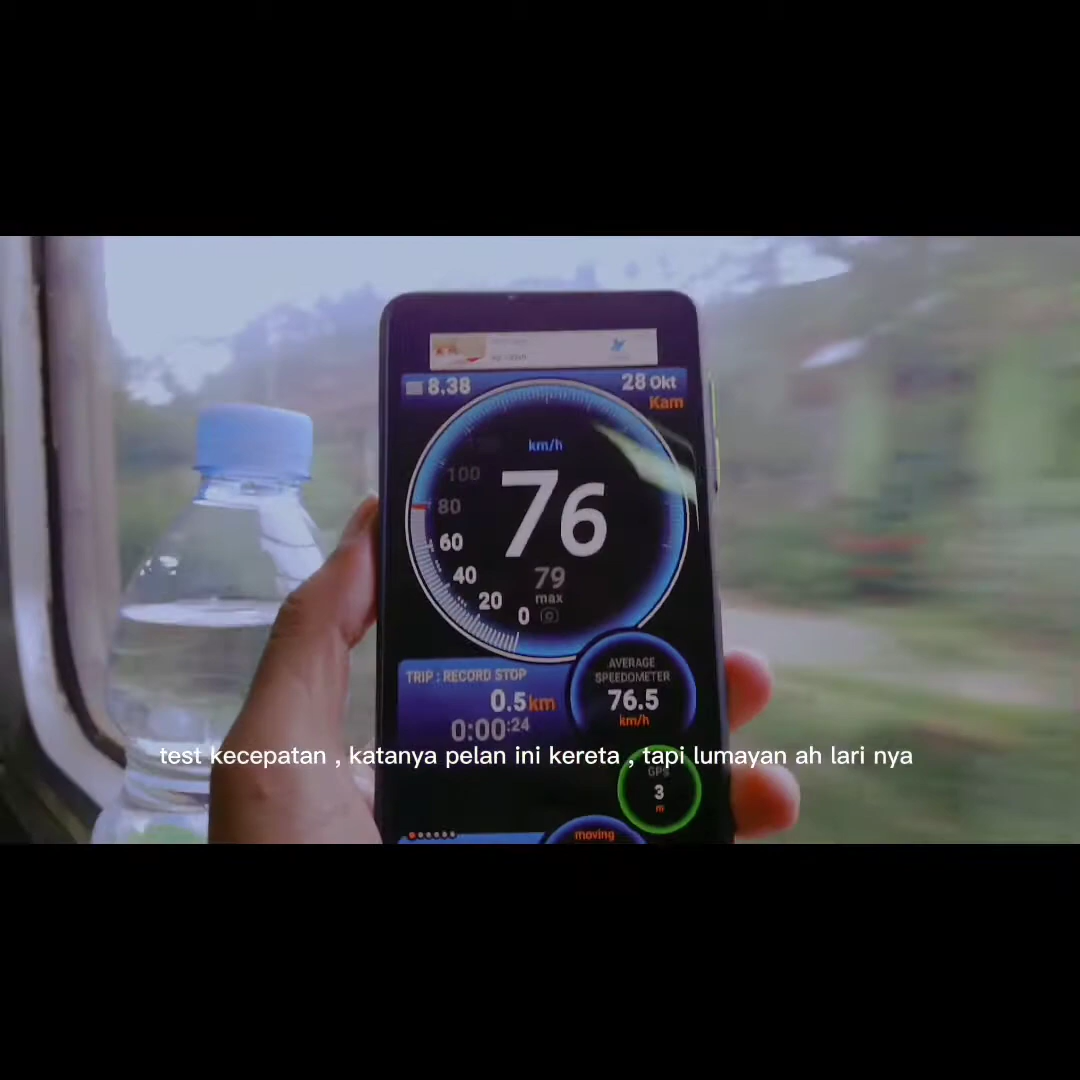 8.38
28 Okt
Kam
km/h
100
76
80
60
79
40
max
20
0
AVERAGE
SPEEDOMETER
TRIP : RECORD STOP
76.5
0.5km
km/h
0:00:24
test kecepatan , katanya pelan ini kereta , tapi lumayan ah lari nya
GPS
3
m
moving